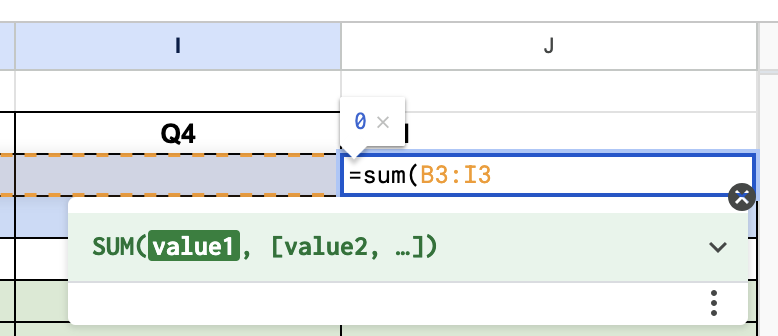 I J
Q4
0 ×
=sum(B3:I3
SUM(value1, [value2, …])